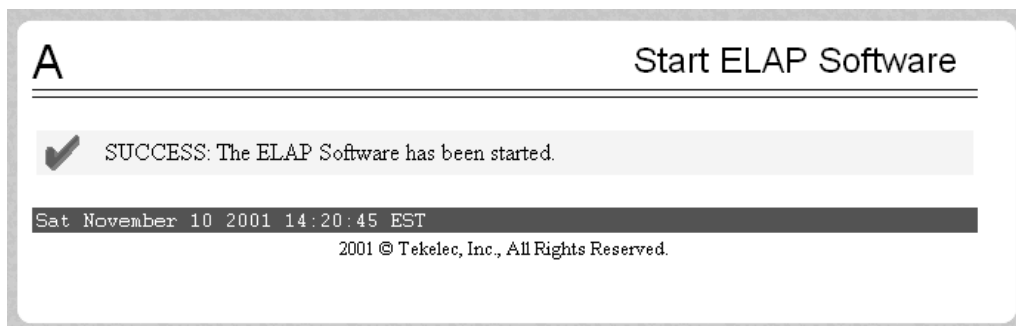 A
Start ELAP Software
SUCCESS: The ELAP Software has been started.
Sat November 10 2001 14:20:45 EST
2001 © Tekelec, Inc., All Rights Reserved.